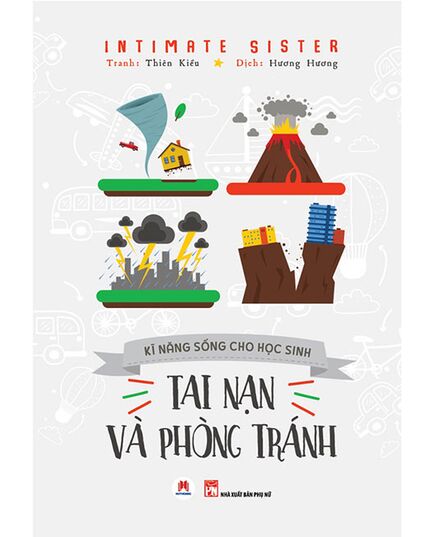 INTIMATE SISTER
Tranh: Thiên Kiều ★ Dịch: Hương Hương
KĨ NĂNG SỐNG CHO HỌC SINH
TAI NẠN
VÀ PHÒNG TRÁNH
HUYHOANG
NHÀ XUẤT BẢN PHỤ NỮ